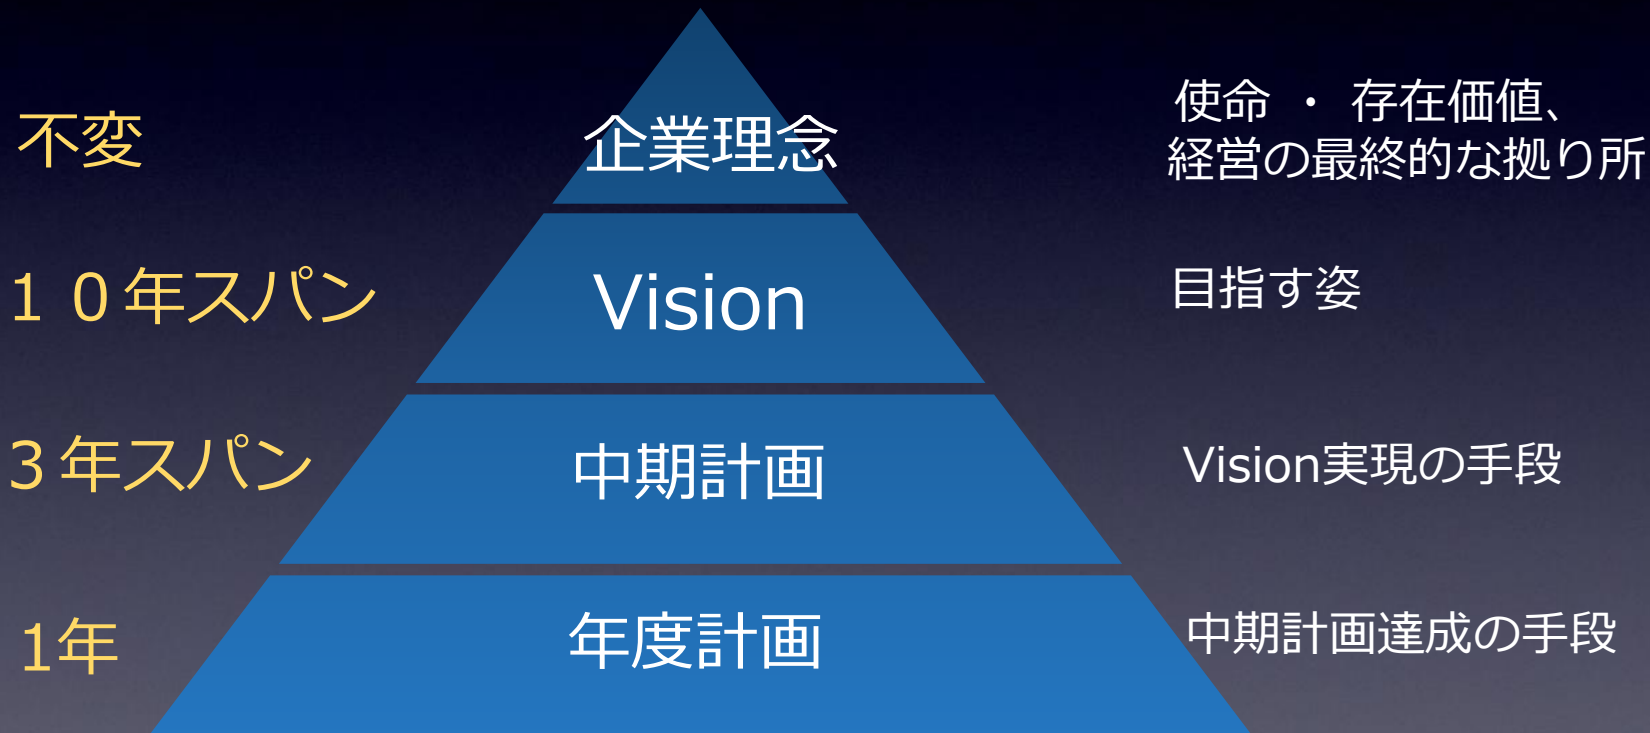 不変
企業理念
使命 ・ 存在価値、
経営の最終的な拠り所
１０年スパン
Vision
目指す姿
３年スパン
中期計画
Vision実現の手段
1年
年度計画
中期計画達成の手段